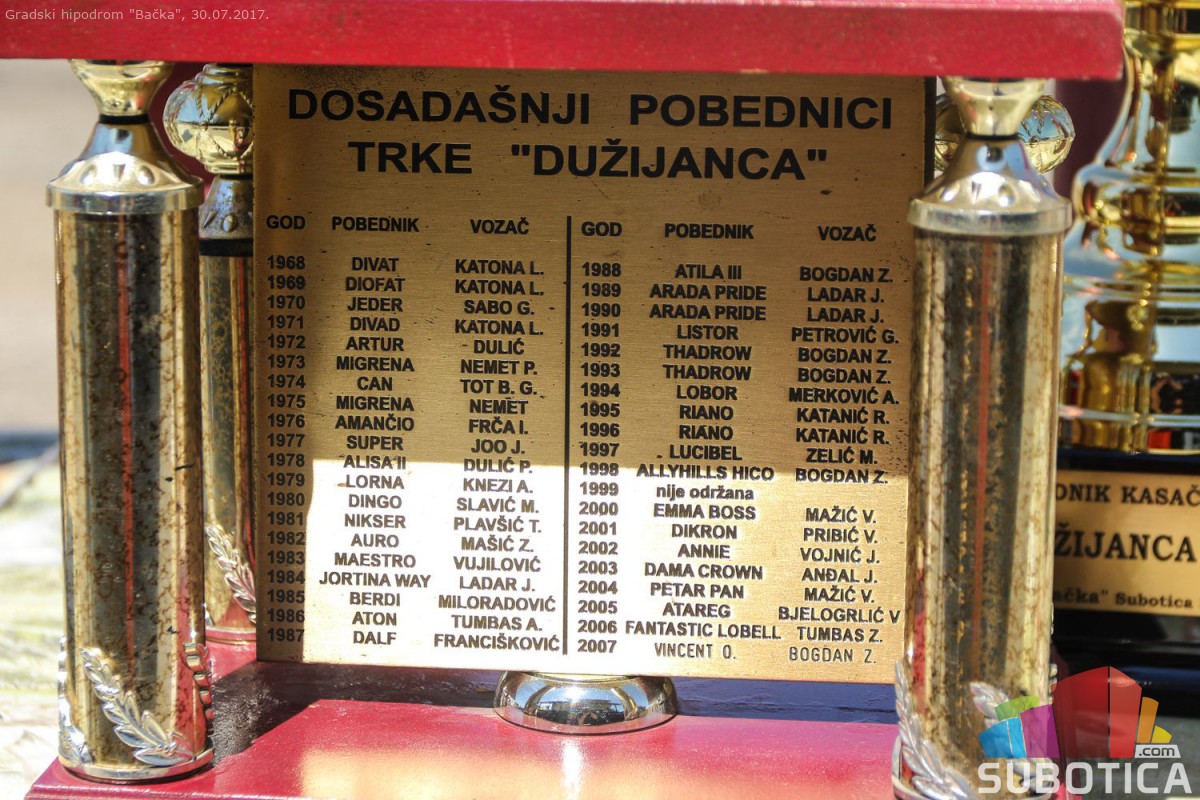 Gradski hipodrom "Bačka", 30.07.2017.
DOSADAŠNJI POBEDNICI
TRKE "DUŽIJANCA"
GOD POBEDNIK VOZAČ
1968 DIVAT KATONA L.
1969 DIOFAT KATONA L.
1970 JEDER SABO G.
1971 DIVAD KATONA L.
1972 ARTUR DULIĆ
1973 MIGRENA NEMET P.
1974 CAN TOT B. G.
1975 MIGRENA NEMET
1976 AMANČIO FRČA I.
1977 SUPER JOO J.
1978 ALISA II DULIĆ P.
1979 LORNA KNEZI A.
1980 DINGO SLAVIĆ M.
1981 NIKSER PLAVŠIĆ T.
1982 AURO MAŠIĆ Z.
1983 MAESTRO VUJILOVIĆ
1984 JORTINA WAY LADAR J.
1985 BERDI MILORADOVIĆ
1986 ATON TUMBAS A.
1987 DALF FRANCIŠKOVIĆ
GOD POBEDNIK VOZAČ
1988 ATILA III BOGDAN Z.
1989 ARADA PRIDE LADAR J.
1990 ARADA PRIDE LADAR J.
1991 LISTOR PETROVIĆ G.
1992 THADROW BOGDAN Z.
1993 THADROW BOGDAN Z.
1994 LOBOR MERKOVIĆ A.
1995 RIANO KATANIĆ R.
1996 RIANO KATANIĆ R.
1997 LUCIBEL ZELIĆ M.
1998 ALLYHILLS HICO BOGDAN Z.
1999 nije održana
2000 EMMA BOSS MAŽIĆ V.
2001 DIKRON PRIBIĆ V.
2002 ANNIE VOJNIĆ J.
2003 DAMA CROWN ANĐAL J.
2004 PETAR PAN MAŽIĆ V.
2005 ATAREG BJELOGRLIĆ V
2006 FANTASTIC LOBELL TUMBAS Z.
2007 VINCENT O. BOGDAN Z.
DNIK KASAČ
ŽIJANCA
ačka" Subotica
.com
SUBOTICA